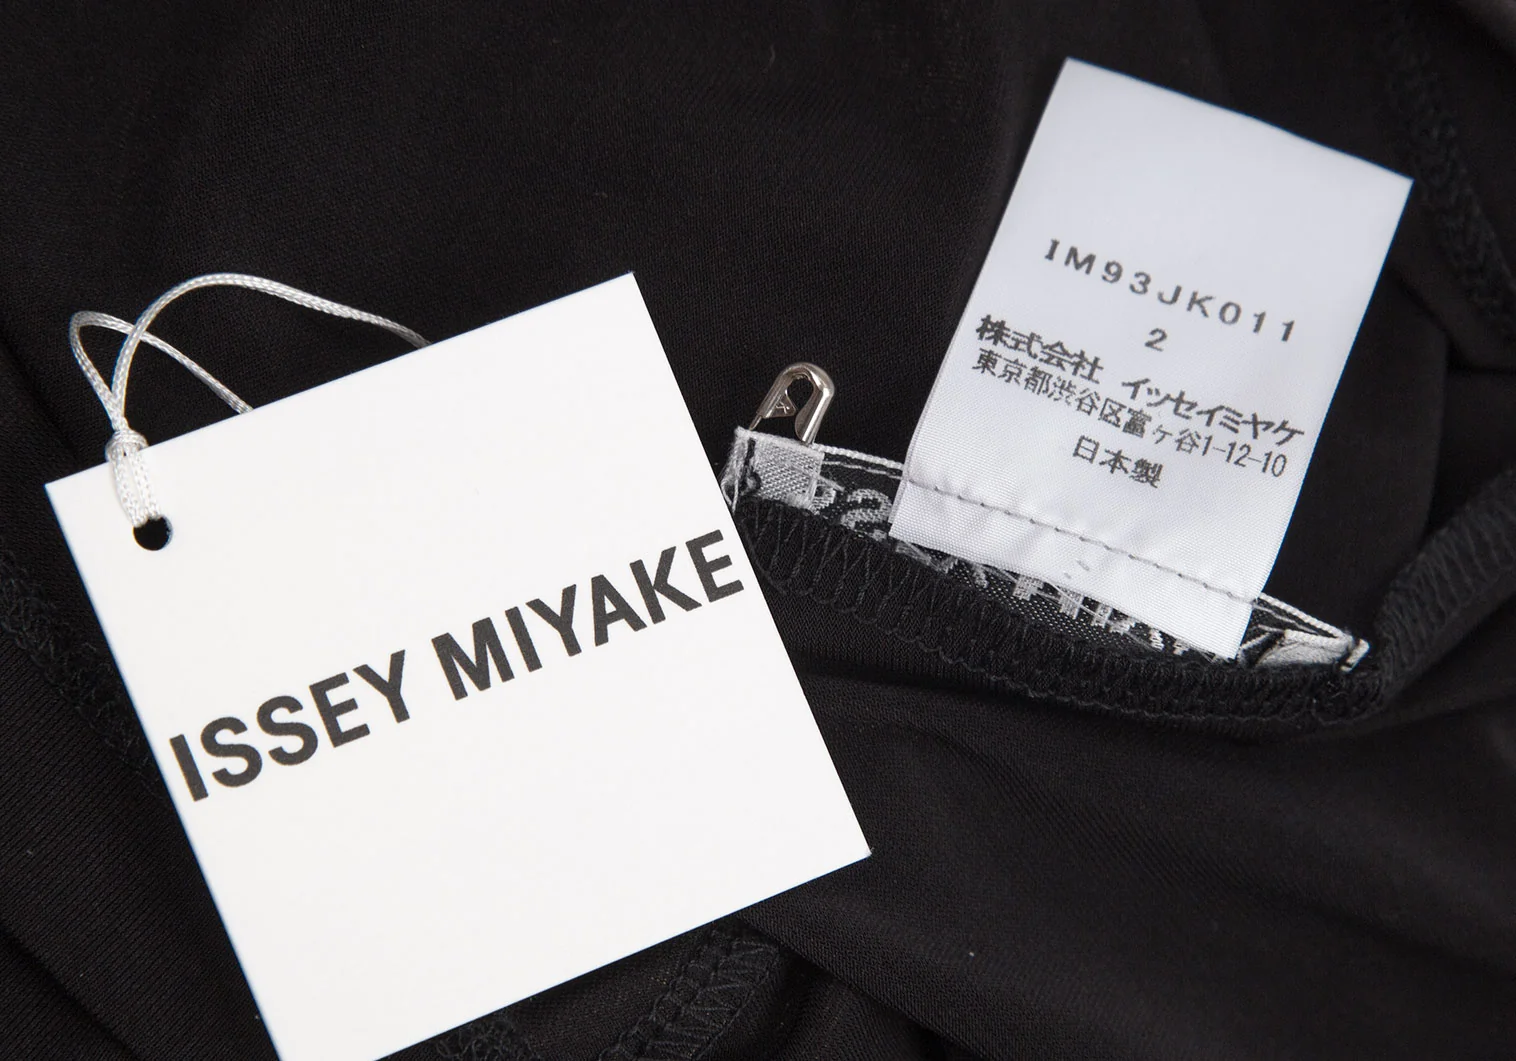 ISSEY MIYAKE
IM93JK011
2
株式会社 イッセイミヤケ
東京都渋谷区富ヶ谷1-12-10
日本製